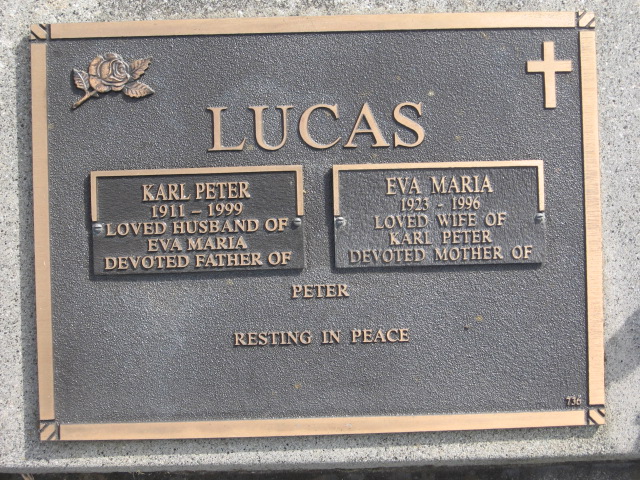 LUCAS
KARL PETER
1911 – 1999
LOVED HUSBAND OF
EVA MARIA
DEVOTED FATHER OF
EVA MARIA
1923 - 1996
LOVED WIFE OF
KARL PETER
DEVOTED MOTHER OF
PETER
RESTING IN PEACE
736